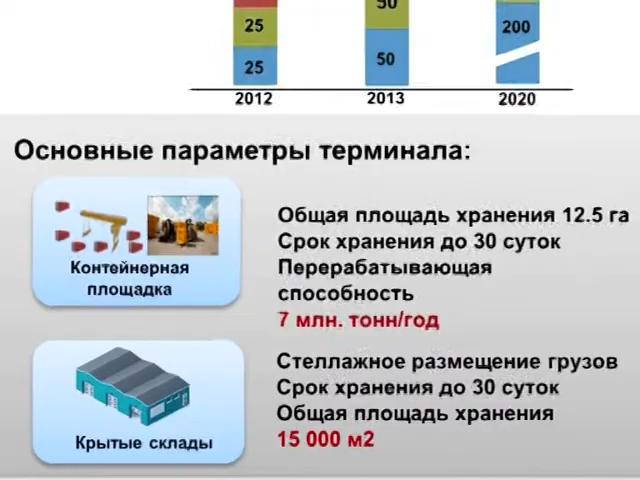 50
25
200
25
50
2012
2013
2020
Основные параметры терминала:
Контейнерная
площадка
Общая площадь хранения 12.5 га
Срок хранения до 30 суток
Перерабатывающая
способность
7 млн. тонн/год
Крытые склады
Стеллажное размещение грузов
Срок хранения до 30 суток
Общая площадь хранения
15 000 м2